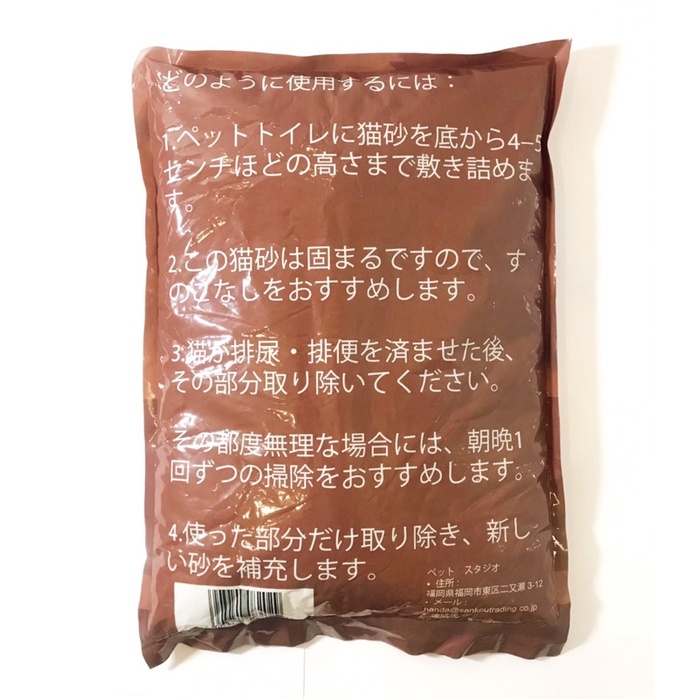 どのように使用するには：
1.ペットトイレに猫砂を底から4–5
センチほどの高さまで敷き詰めま
す。
2.この猫砂は固まるですので、す
のこなしをおすすめします。
3.猫が排尿・排便を済ませた後、
その部分取り除いてください。
その都度無理な場合には、朝晩1
回ずつの掃除をおすすめします。
4.使った部分だけ取り除き、新し
い砂を補充します。
ペット　スタジオ
・住所：
福岡県福岡市東区二又瀬 3-12
・メール：